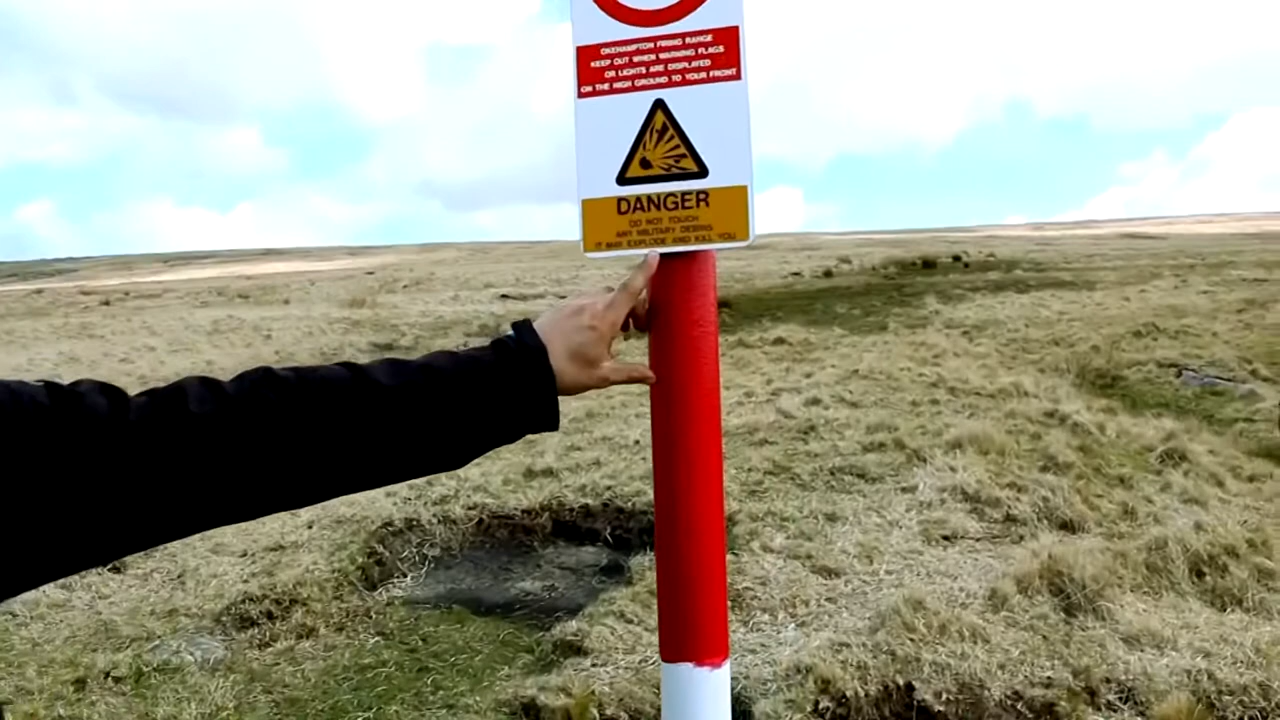 OKEHAMPTON FIRING RANGE
KEEP OUT WHEN WARNING FLAGS
OR LIGHTS ARE DISPLAYED
ON THE HIGH GROUND TO YOUR FRONT
DANGER
DO NOT TOUCH
ANY MILITARY DEBRIS
IT MAY EXPLODE AND KILL YOU